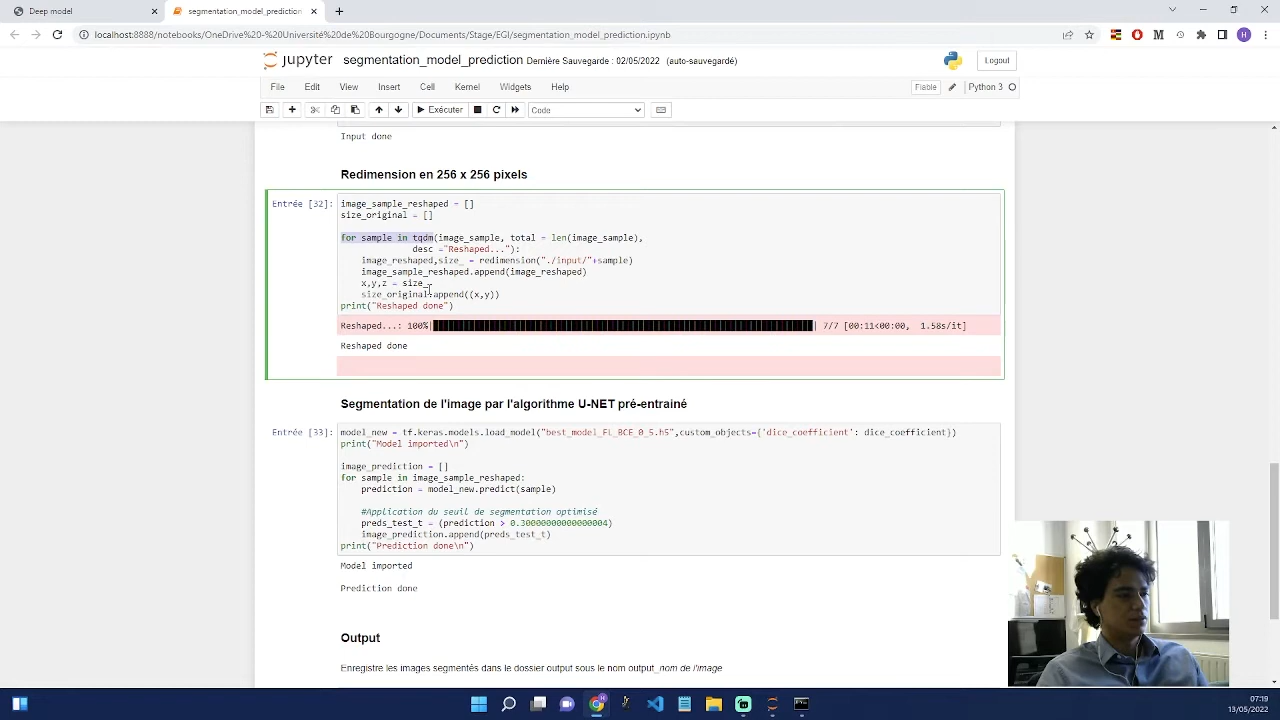 Deep model
segmentation_model_prediction
localhost:8888/notebooks/OneDrive%20-%20Université%20de%20Bourgogne/Documents/Stage/EGI/segmentation_model_prediction.ipynb
jupyter segmentation_model_prediction Dernière Sauvegarde : 02/05/2022 (auto-sauvegardé)
Logout
File Edit View Insert Cell Kernel Widgets Help
Fiable
Python 3
Exécuter
Code
Input done
Redimension en 256 x 256 pixels
Entrée [32]:
image_sample_reshaped = []
size_original = []
for sample in tqdm(image_sample, total = len(image_sample),
desc ="Reshaped..."):
image_reshaped,size_ = redimension("./input/"+sample)
image_sample_reshaped.append(image_reshaped)
x,y,z = size_
size_original.append((x,y))
print("Reshaped done")
Reshaped...: 100%| | 7/7 [00:11<00:00, 1.58s/it]
Reshaped done
Segmentation de l'image par l'algorithme U-NET pré-entrainé
Entrée [33]:
model_new = tf.keras.models.load_model("best_model_FL_BCE_0_5.h5",custom_objects={'dice_coefficient': dice_coefficient})
print("Model imported\n")
image_prediction = []
for sample in image_sample_reshaped:
prediction = model_new.predict(sample)
#Application du seuil de segmentation optimisé
preds_test_t = (prediction > 0.30000000000000004)
image_prediction.append(preds_test_t)
print("Prediction done\n")
Model imported
Prediction done
Output
Enregistre les images segmentés dans le dossier output sous le nom output_nom de l'image
07:19
13/05/2022